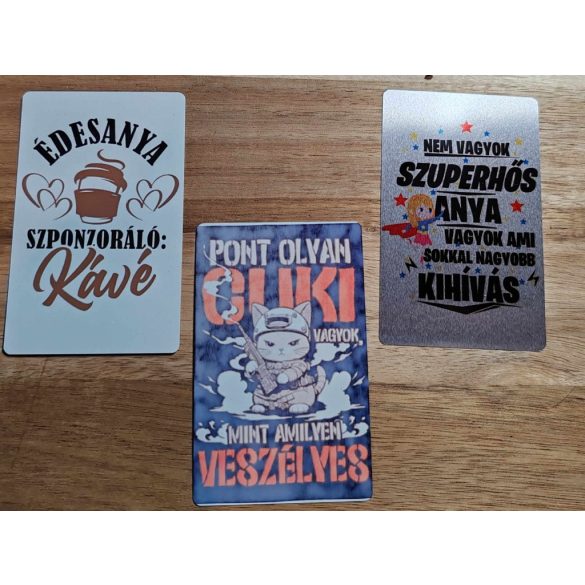 ÉDESANYA
SZPONZORÁLÓ:
Kávé
PONT OLYAN
CUKI
VAGYOK,
MINT AMILYEN
VESZÉLYES
NEM VAGYOK
SZUPERHŐS
ANYA
VAGYOK AMI
SOKKAL NAGYOBB
KIHÍVÁS